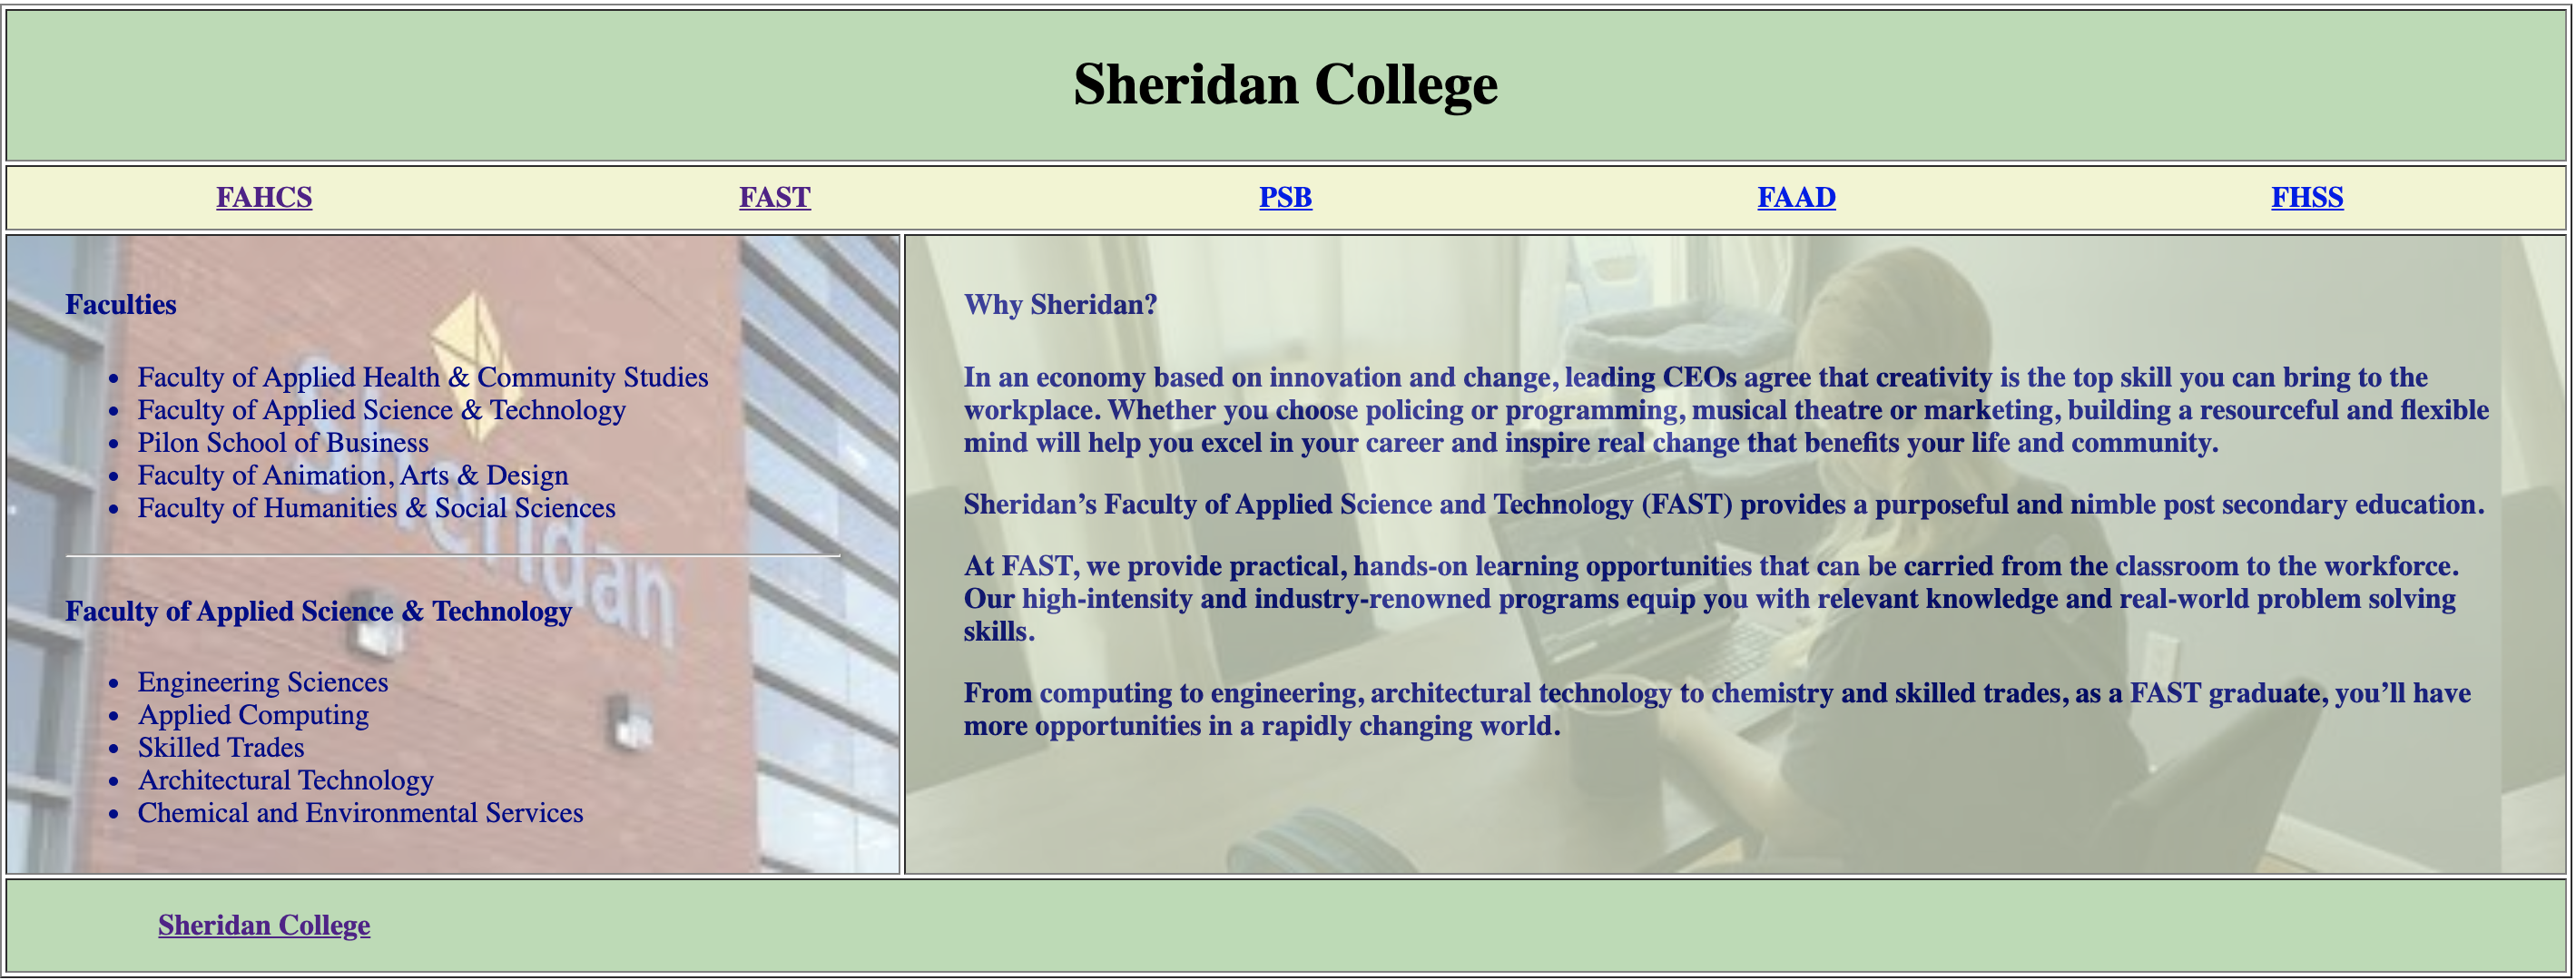 Sheridan College
FAHCS FAST PSB FAAD FHSS
Faculties
Faculty of Applied Health & Community Studies
Faculty of Applied Science & Technology
Pilon School of Business
Faculty of Animation, Arts & Design
Faculty of Humanities & Social Sciences
Sheridan
Faculty of Applied Science & Technology
Engineering Sciences
Applied Computing
Skilled Trades
Architectural Technology
Chemical and Environmental Services
Why Sheridan?
In an economy based on innovation and change, leading CEOs agree that creativity is the top skill you can bring to the
workplace. Whether you choose policing or programming, musical theatre or marketing, building a resourceful and flexible
mind will help you excel in your career and inspire real change that benefits your life and community.
Sheridan’s Faculty of Applied Science and Technology (FAST) provides a purposeful and nimble post secondary education.
At FAST, we provide practical, hands-on learning opportunities that can be carried from the classroom to the workforce.
Our high-intensity and industry-renowned programs equip you with relevant knowledge and real-world problem solving
skills.
From computing to engineering, architectural technology to chemistry and skilled trades, as a FAST graduate, you’ll have
more opportunities in a rapidly changing world.
Sheridan College